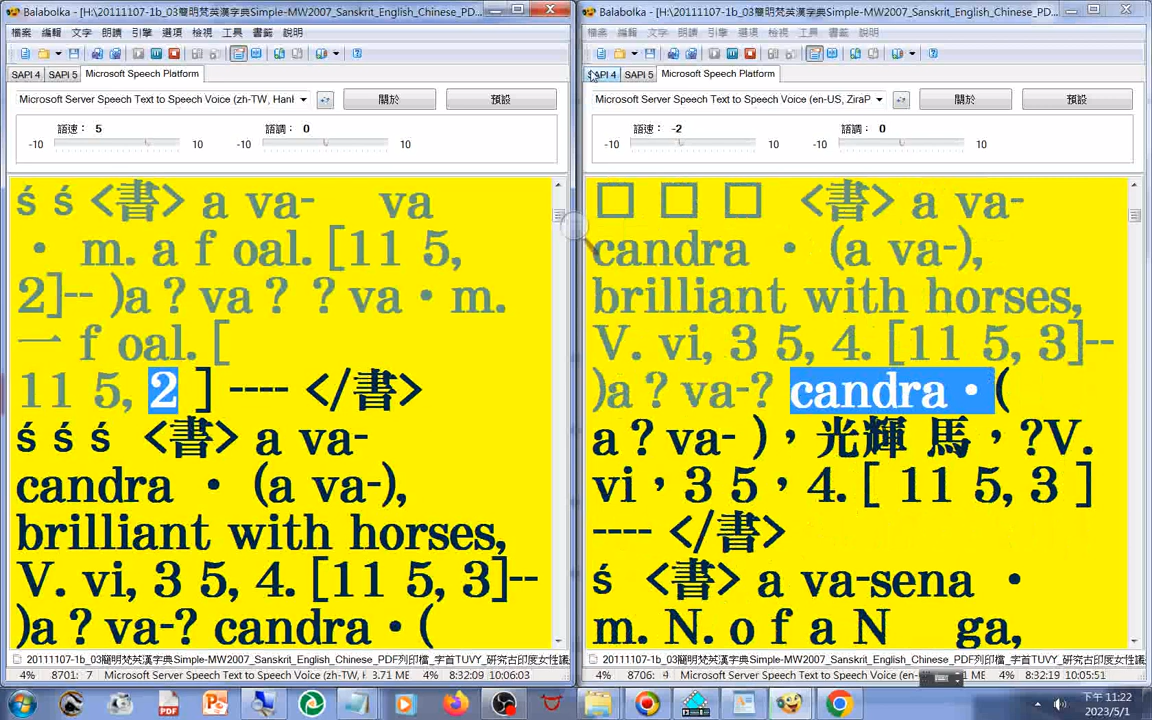 Balabolka - [H:\20111107-1b_03簡明梵英漢字典Simple-MW2007_Sanskrit_English_Chinese_PD...
檔案 編輯 文字 朗讀 引擎 選項 檢視 工具 書籤 說明
SAPI 4 SAPI 5 Microsoft Speech Platform
Microsoft Server Speech Text to Speech Voice (zh-TW, Hanl
關於 預設
語速： 5 語調： 0
-10 10 -10 10
ś ś <書> a va- va
• m. a f oal. [11 5,
2]-- )a ? va ? ? va • m.
一 f oal. [
11 5, 2 ] ---- </書>
ś ś ś <書> a va-
candra • (a va-),
brilliant with horses,
V. vi, 3 5, 4. [11 5, 3]--
)a ? va-? candra • (
20111107-1b_03簡明梵英漢字典Simple-MW2007_Sanskrit_English_Chinese_PDF列印檔_字首TUVY_研究古印度女性議
4% 8701: 7 Microsoft Server Speech Text to Speech Voice (zh-TW, H 3.71 ME 4% 8:32:09 10:06:03
Balabolka - [H:\20111107-1b_03簡明梵英漢字典Simple-MW2007_Sanskrit_English_Chinese_PDF...
檔案 編輯 文字 朗讀 引擎 選項 檢視 工具 書籤 說明
SAPI 4 SAPI 5 Microsoft Speech Platform
Microsoft Server Speech Text to Speech Voice (en-US, ZiraP
關於 預設
語速： -2 語調： 0
-10 10 -10 10
□ □ □ <書> a va-
candra • (a va-),
brilliant with horses,
V. vi, 3 5, 4. [11 5, 3]--
)a ? va-? candra • (
a ? va- )，光輝 馬，?V.
vi，3 5，4. [ 11 5, 3 ]
---- </書>
ś <書> a va-sena •
m. N. o f a N ga,
20111107-1b_03簡明梵英漢字典Simple-MW2007_Sanskrit_English_Chinese_PDF列印檔_字首TUVY_研究古印度女性議
4% 8706: 4 Microsoft Server Speech Text to Speech Voice ME 4% 8:32:19 10:05:51
下午 11:22
2023/5/1